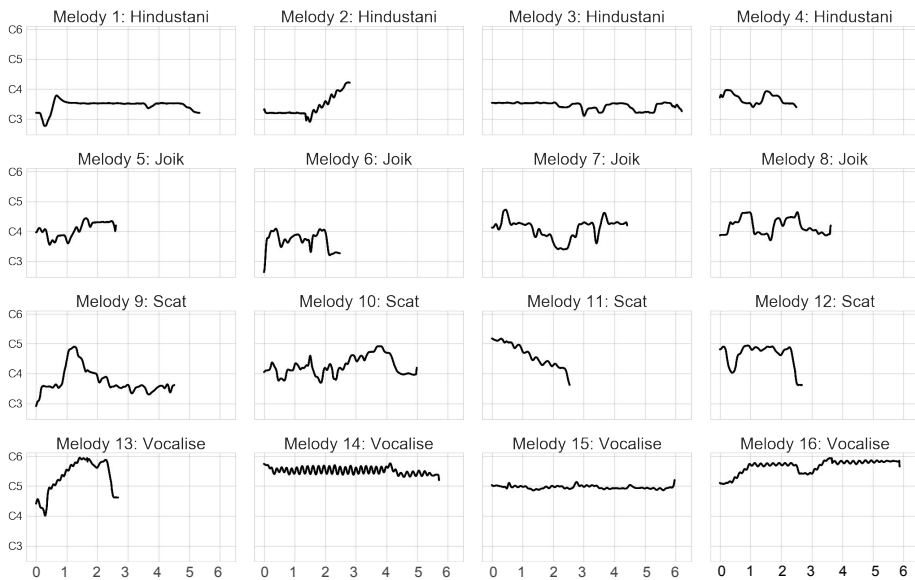 Melody 1: Hindustani Melody 2: Hindustani Melody 3: Hindustani Melody 4: Hindustani
C6
C5
C4
C3
Melody 5: Joik Melody 6: Joik Melody 7: Joik Melody 8: Joik
C6
C5
C4
C3
Melody 9: Scat Melody 10: Scat Melody 11: Scat Melody 12: Scat
C6
C5
C4
C3
Melody 13: Vocalise Melody 14: Vocalise Melody 15: Vocalise Melody 16: Vocalise
C6
C5
C4
C3
0 1 2 3 4 5 6 0 1 2 3 4 5 6 0 1 2 3 4 5 6 0 1 2 3 4 5 6